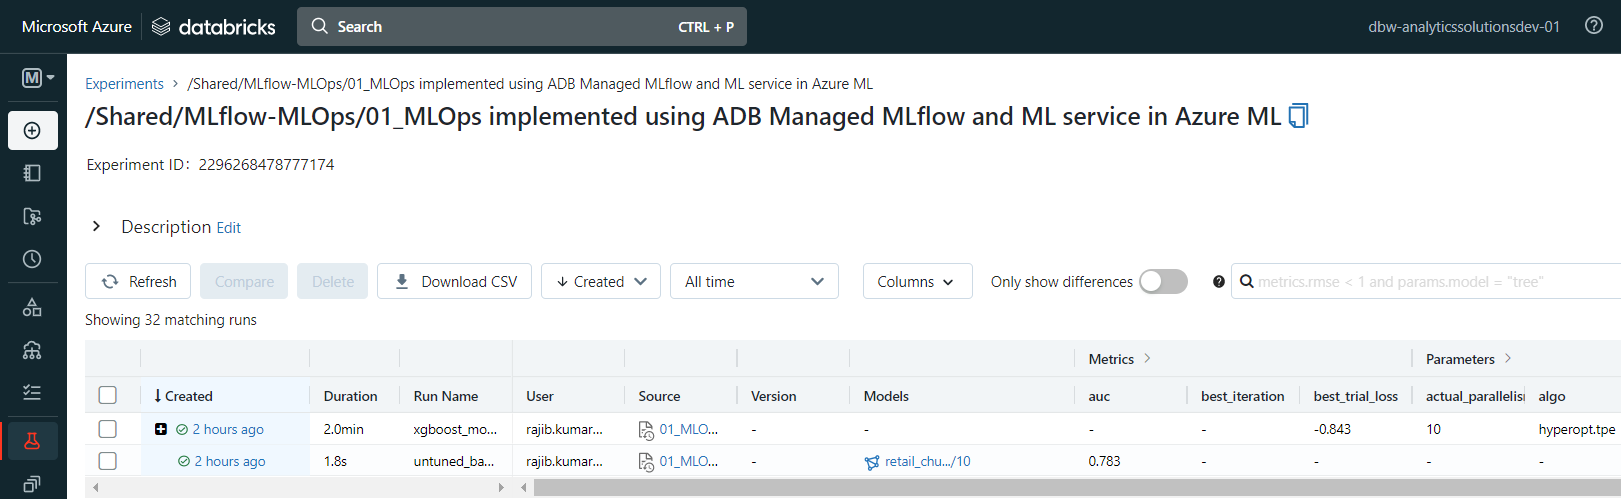 Microsoft Azure databricks Search CTRL + P dbw-analyticssolutionsdev-01
M
Experiments > /Shared/MLflow-MLOps/01_MLOps implemented using ADB Managed MLflow and ML service in Azure ML
/Shared/MLflow-MLOps/01_MLOps implemented using ADB Managed MLflow and ML service in Azure ML
Experiment ID: 2296268478777174
Description Edit
Refresh Compare Delete Download CSV ↓ Created All time Columns Only show differences metrics.rmse < 1 and params.model = "tree"
Showing 32 matching runs
Metrics > Parameters >
↓ Created Duration Run Name User Source Version Models auc best_iteration best_trial_loss actual_parallelis algo
2 hours ago 2.0min xgboost_mo... rajib.kumar... 01_MLO... - - - - -0.843 10 hyperopt.tpe
2 hours ago 1.8s untuned_ba... rajib.kumar... 01_MLO... - retail_chu.../10 0.783 - - - -